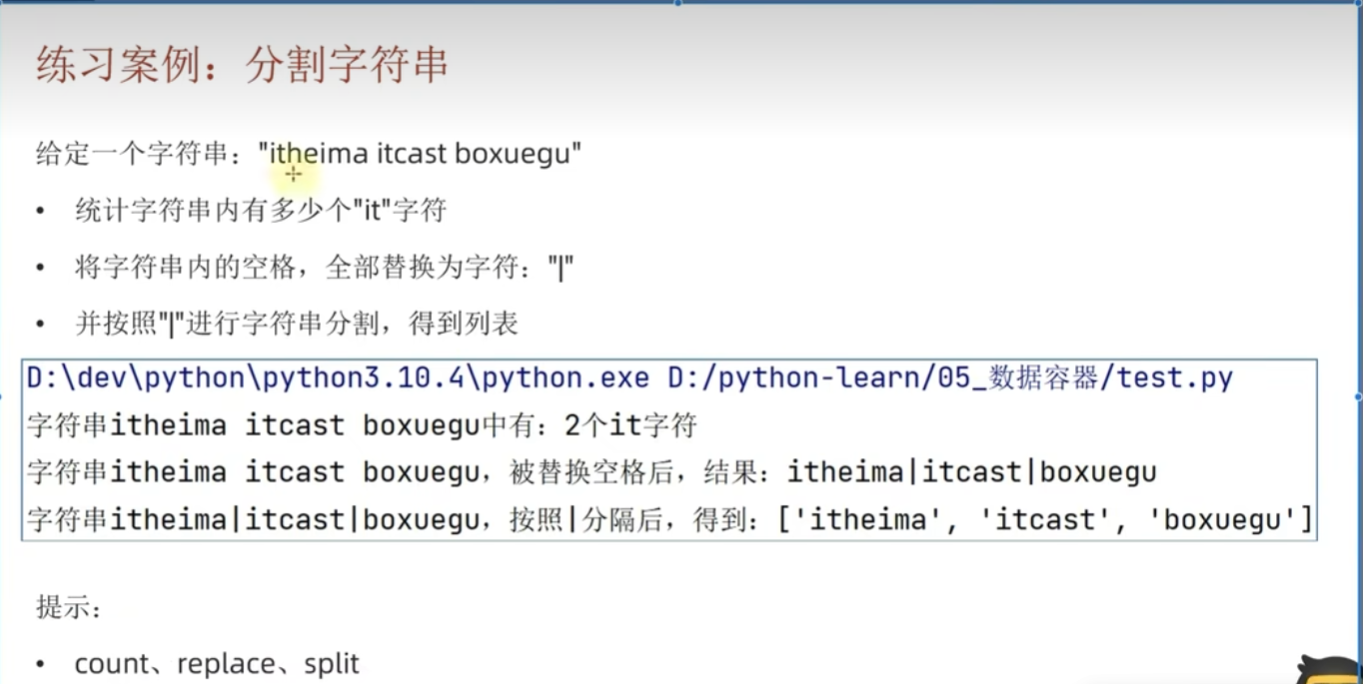 练习案例：分割字符串
给定一个字符串："itheima itcast boxuegu"
• 统计字符串内有多少个"it"字符
• 将字符串内的空格，全部替换为字符："|"
• 并按照"|"进行字符串分割，得到列表
D:\dev\python\python3.10.4\python.exe D:/python-learn/05_数据容器/test.py
字符串itheima itcast boxuegu中有：2个it字符
字符串itheima itcast boxuegu，被替换空格后，结果：itheima|itcast|boxuegu
字符串itheima|itcast|boxuegu，按照|分隔后，得到：['itheima', 'itcast', 'boxuegu']
提示：
• count、replace、split